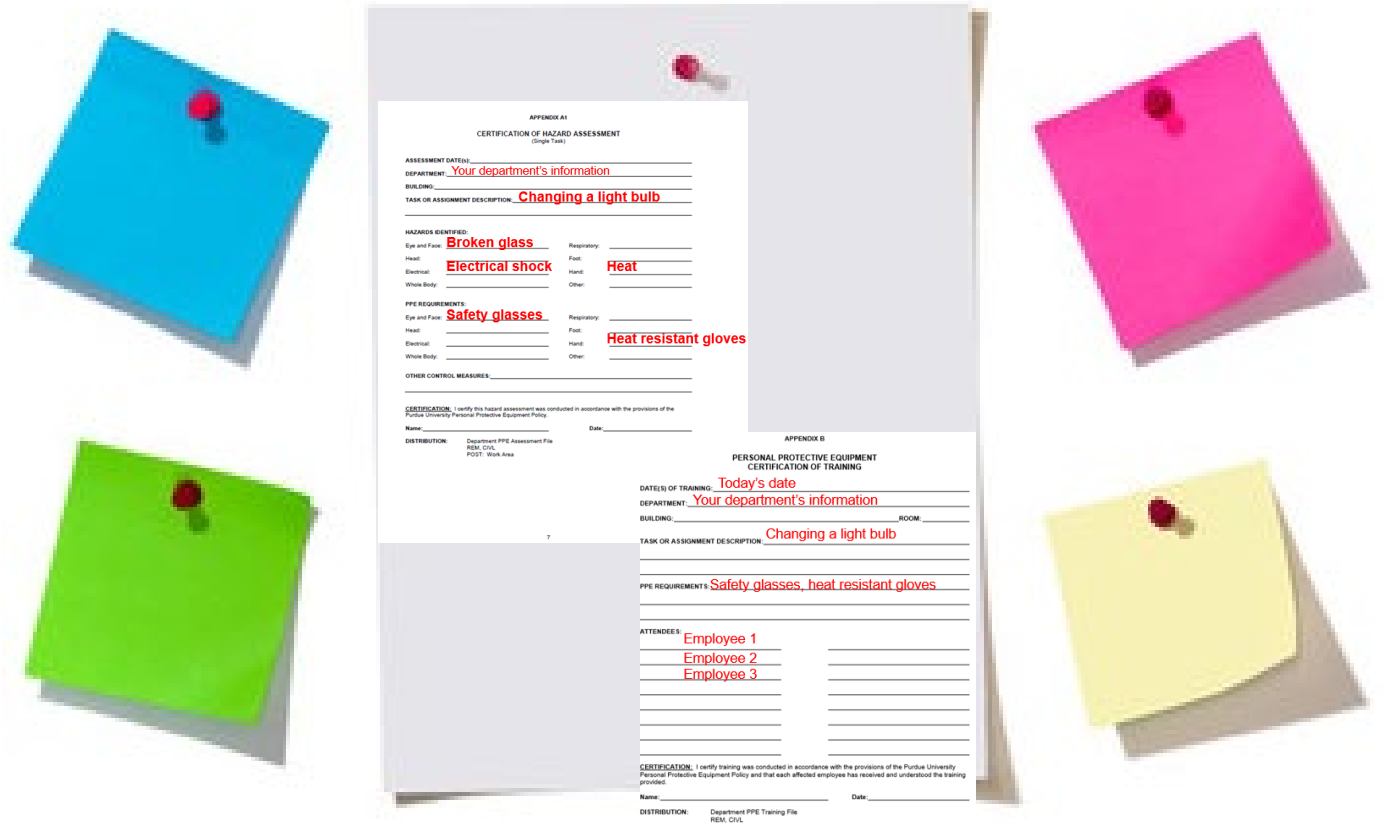 APPENDIX A1
CERTIFICATION OF HAZARD ASSESSMENT
(Single Task)
ASSESSMENT DATE(s):
DEPARTMENT: Your department's information
BUILDING:
TASK OR ASSIGNMENT DESCRIPTION: Changing a light bulb
HAZARDS IDENTIFIED:
Eye and Face: Broken glass Respiratory:
Head: Foot:
Electrical: Electrical shock Hand: Heat
Whole Body: Other:
PPE REQUIREMENTS:
Eye and Face: Safety glasses Respiratory:
Head: Foot:
Electrical: Hand: Heat resistant gloves
Whole Body: Other:
OTHER CONTROL MEASURES:
CERTIFICATION: I certify this hazard assessment was conducted in accordance with the provisions of the
Purdue University Personal Protective Equipment Policy.
Name: Date:
DISTRIBUTION: Department PPE Assessment File
REM, CIVL
POST: Work Area
7
APPENDIX B
PERSONAL PROTECTIVE EQUIPMENT
CERTIFICATION OF TRAINING
DATE(S) OF TRAINING: Today's date
DEPARTMENT: Your department's information
BUILDING: ROOM:
TASK OR ASSIGNMENT DESCRIPTION: Changing a light bulb
PPE REQUIREMENTS: Safety glasses, heat resistant gloves
ATTENDEES:
Employee 1
Employee 2
Employee 3
CERTIFICATION: I certify training was conducted in accordance with the provisions of the Purdue University
Personal Protective Equipment Policy and that each affected employee has received and understood the training
provided.
Name: Date:
DISTRIBUTION: Department PPE Training File
REM, CIVL